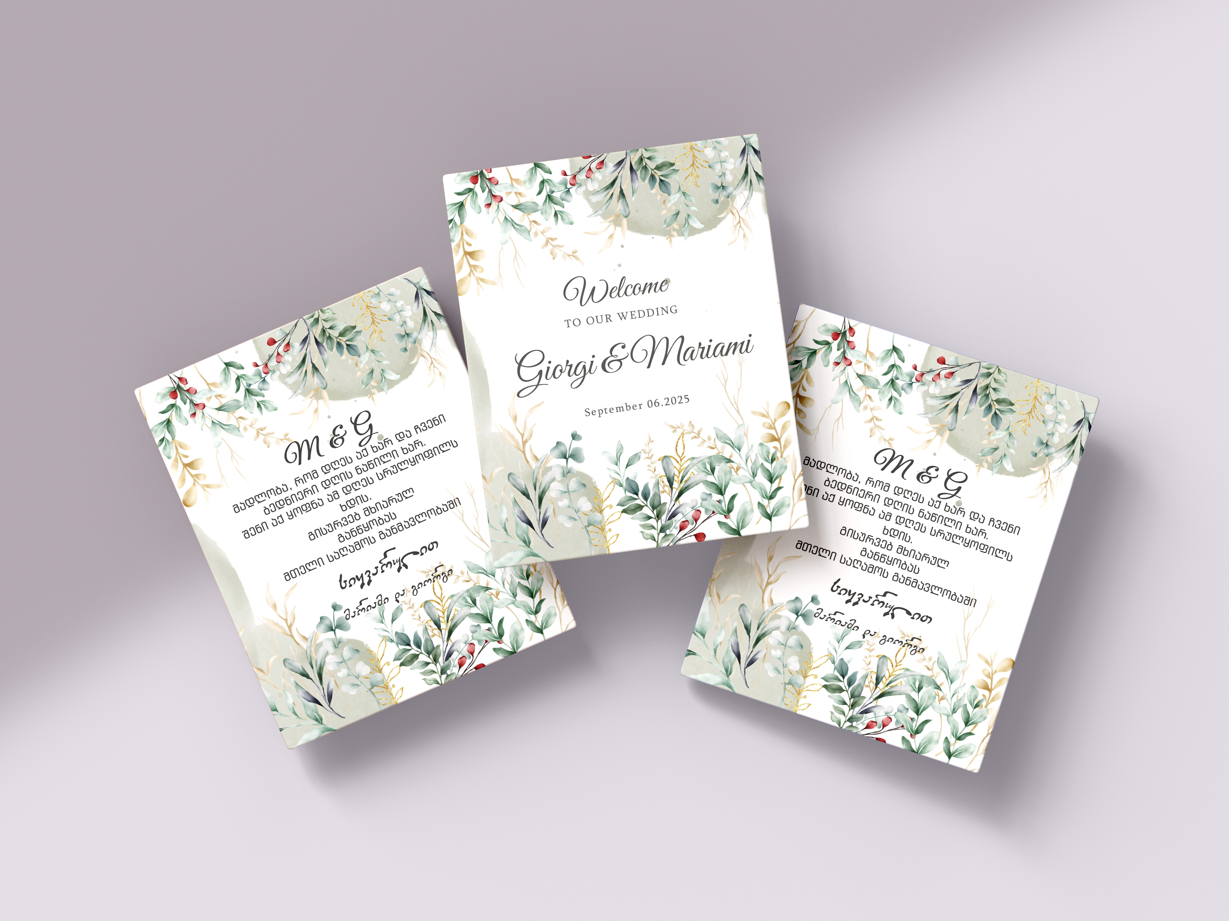 M & G
მადლობა, რომ დღეს აქ ხარ და ჩვენი
ბედნიერი დღის ნაწილი ხარ.
შენი აქ ყოფნა ამ დღეს სრულყოფილს
ხდის.
გისურვებ მხიარულ
განწყობას
მთელი საღამოს განმავლობაში
სიყვარულით
მარიამი და გიორგი
Welcome
TO OUR WEDDING
Giorgi & Mariami
September 06.2025
M & G
მადლობა, რომ დღეს აქ ხარ და ჩვენი
ბედნიერი დღის ნაწილი ხარ.
აქ ყოფნა ამ დღეს სრულყოფილს
ხდის.
გისურვებ მხიარულ
განწყობას
მთელი საღამოს განმავლობაში
სიყვარულით
მარიამი და გიორგი